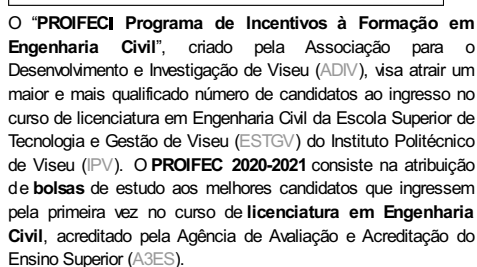 O “PROIFECI Programa de Incentivos à Formação em
Engenharia Civil”, criado pela Associação para o
Desenvolvimento e Investigação de Viseu (ADIV), visa atrair um
maior e mais qualificado número de candidatos ao ingresso no
curso de licenciatura em Engenharia Civil da Escola Superior de
Tecnologia e Gestão de Viseu (ESTGV) do Instituto Politécnico
de Viseu (IPV). O PROIFEC 2020-2021 consiste na atribuição
de bolsas de estudo aos melhores candidatos que ingressem
pela primeira vez no curso de licenciatura em Engenharia
Civil, acreditado pela Agência de Avaliação e Acreditação do
Ensino Superior (A3ES).